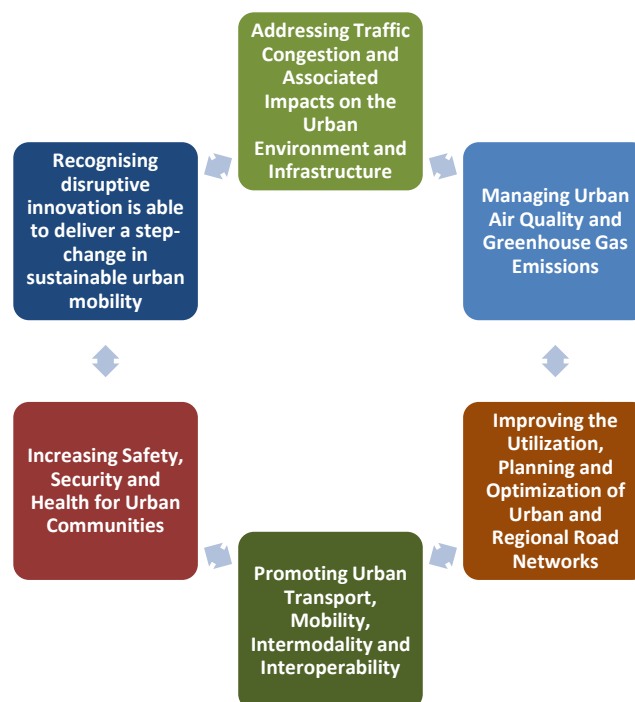 Addressing Traffic
Congestion and
Associated
Impacts on the
Urban
Environment and
Infrastructure
Recognising
disruptive
innovation is able
to deliver a step-
change in
sustainable urban
mobility
Managing Urban
Air Quality and
Greenhouse Gas
Emissions
Increasing Safety,
Security and
Health for Urban
Communities
Improving the
Utilization,
Planning and
Optimization of
Urban and
Regional Road
Networks
Promoting Urban
Transport,
Mobility,
Intermodality and
Interoperability